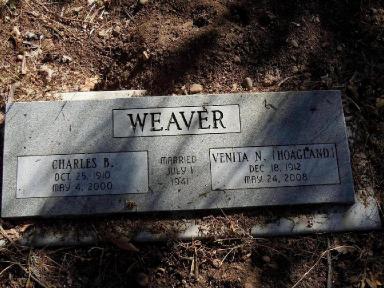 WEAVER
CHARLES B.
OCT. 25, 1910
MAY 4, 2000
MARRIED
JULY 1
1941
VENITA N. (HOAGLAND)
DEC 18, 1912
MAY 24, 2008